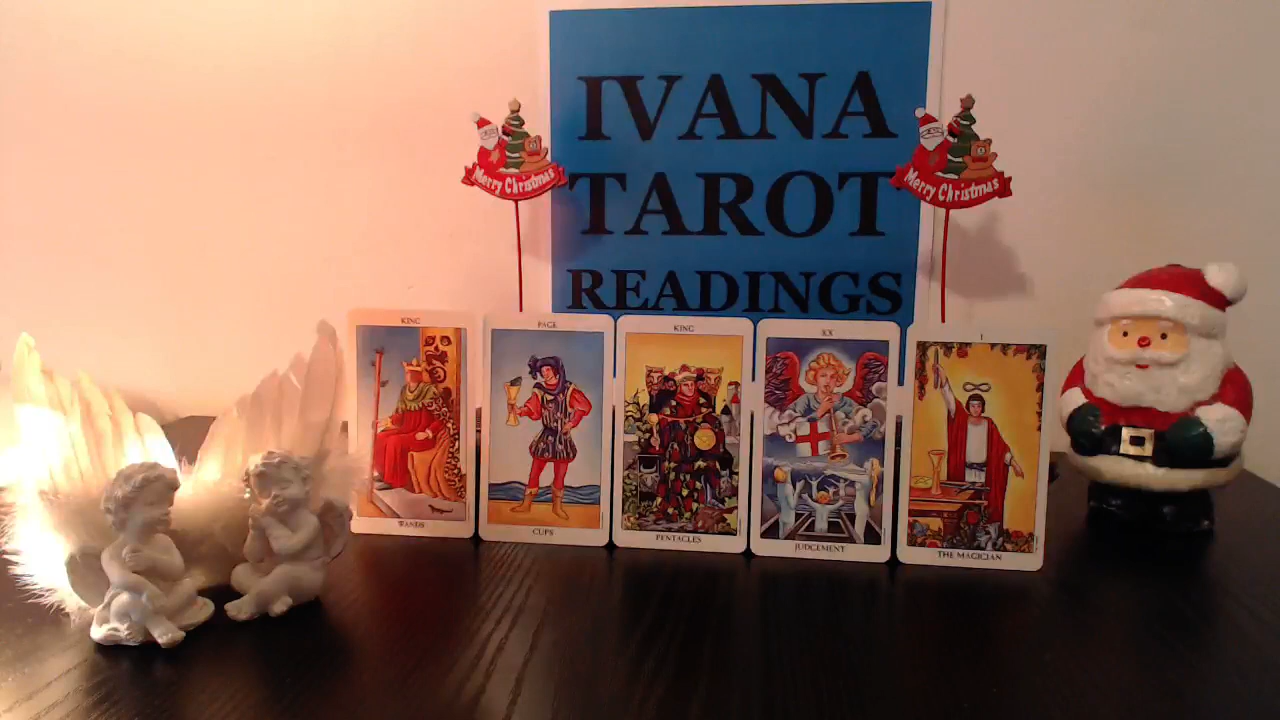 IVANA
TAROT
READINGS
Merry Christmas
Merry Christmas
KING
WANDS
PAGE
CUPS
KING
PENTACLES
XX
JUDGEMENT
I
THE MAGICIAN